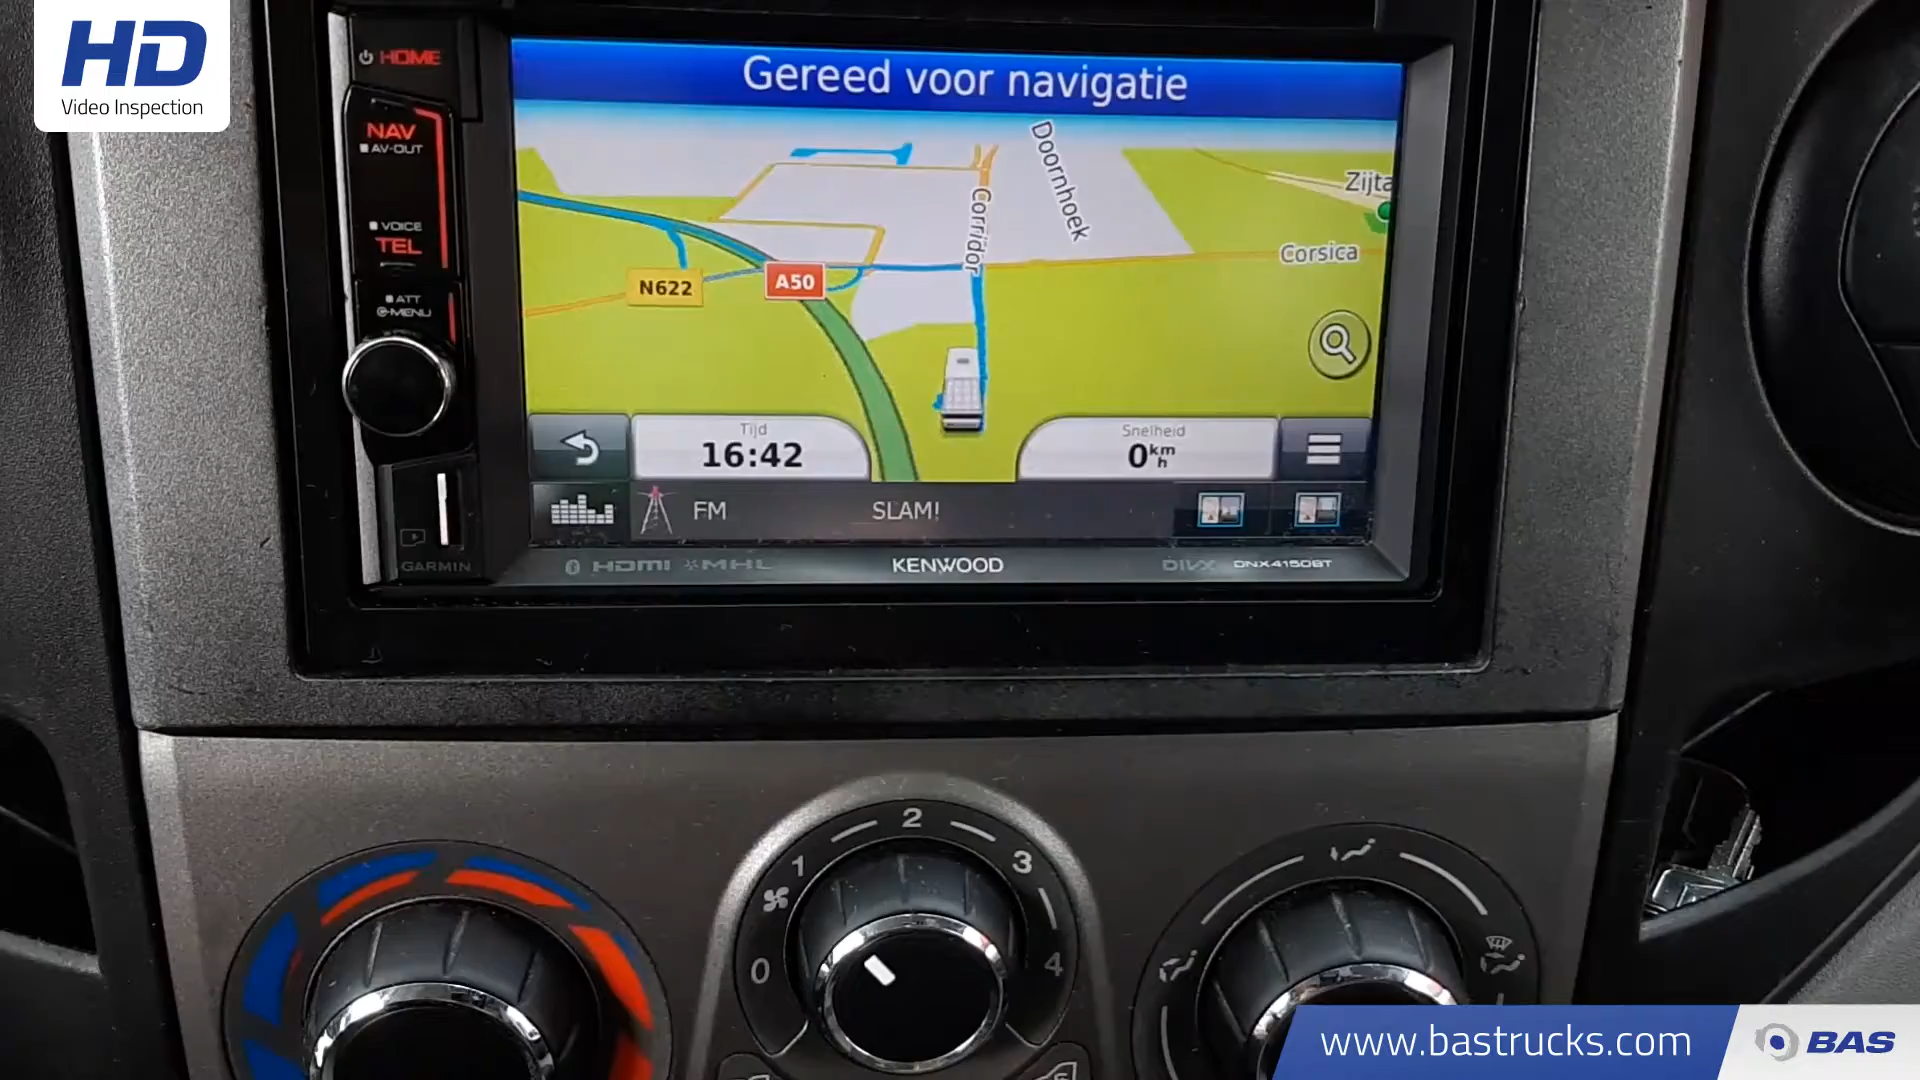 HD
Video Inspection
HOME
NAV
AV-OUT
VOICE
TEL
ATT
MENU
GARMIN
Gereed voor navigatie
Doornhoek
Corridor
Zijta
Corsica
N622
A50
Tijd
16:42
Snelheid
0 km h
FM
SLAM!
HDMI
MHL
KENWOOD
DIVX
DNX4150BT
0
1
2
3
4
www.bastrucks.com
BAS